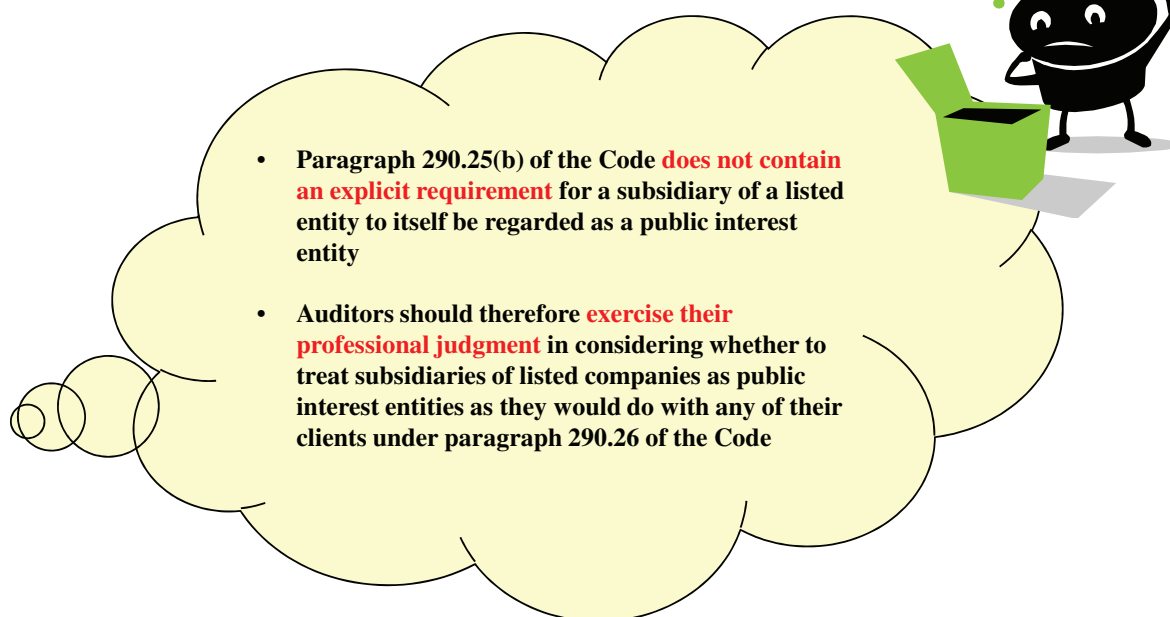 • Paragraph 290.25(b) of the Code does not contain
an explicit requirement for a subsidiary of a listed
entity to itself be regarded as a public interest
entity
• Auditors should therefore exercise their
professional judgment in considering whether to
treat subsidiaries of listed companies as public
interest entities as they would do with any of their
clients under paragraph 290.26 of the Code